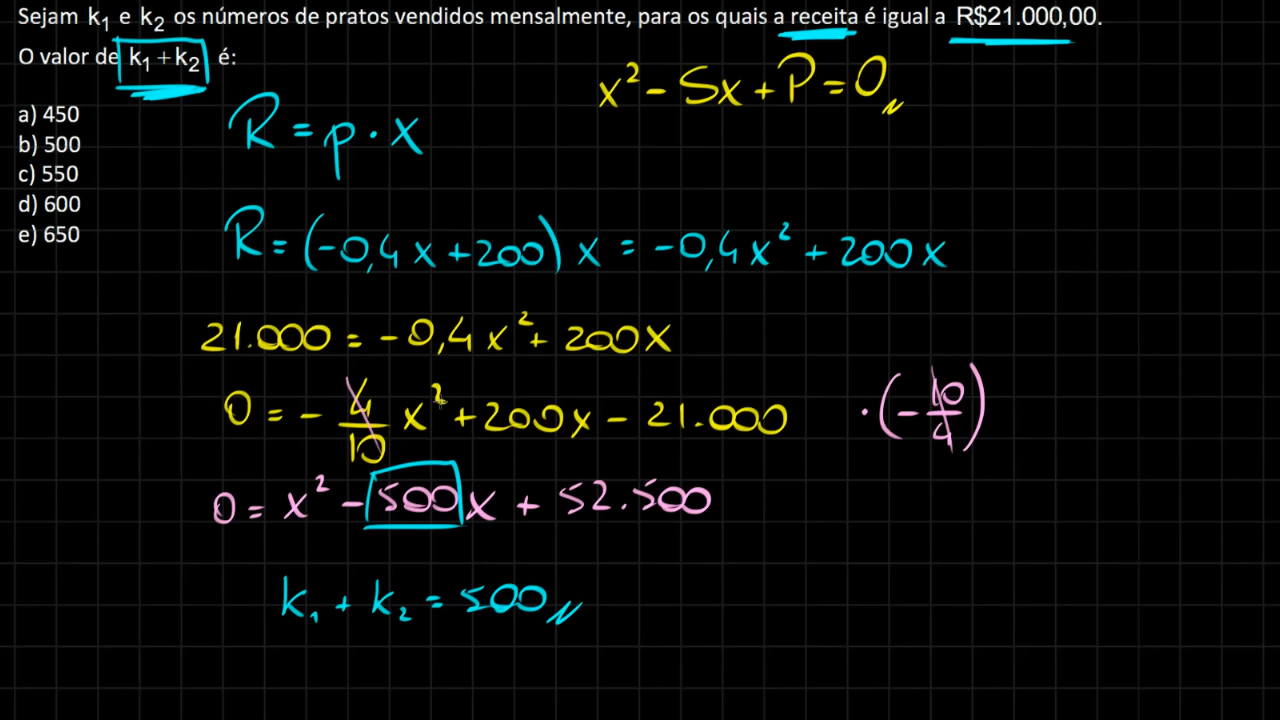 Sejam k₁ e k₂ os números de pratos vendidos mensalmente, para os quais a receita é igual a R$21.000,00.
O valor de k₁ + k₂ é:
x² - Sx + P = 0
a) 450
b) 500
c) 550
d) 600
e) 650
R = p · x
R = (-0,4x + 200) x = -0,4x² + 200x
21.000 = -0,4x² + 200x
0 = - 4/10 x² + 200x - 21.000 · (- 10/4)
0 = x² - 500x + 52.500
k₁ + k₂ = 500